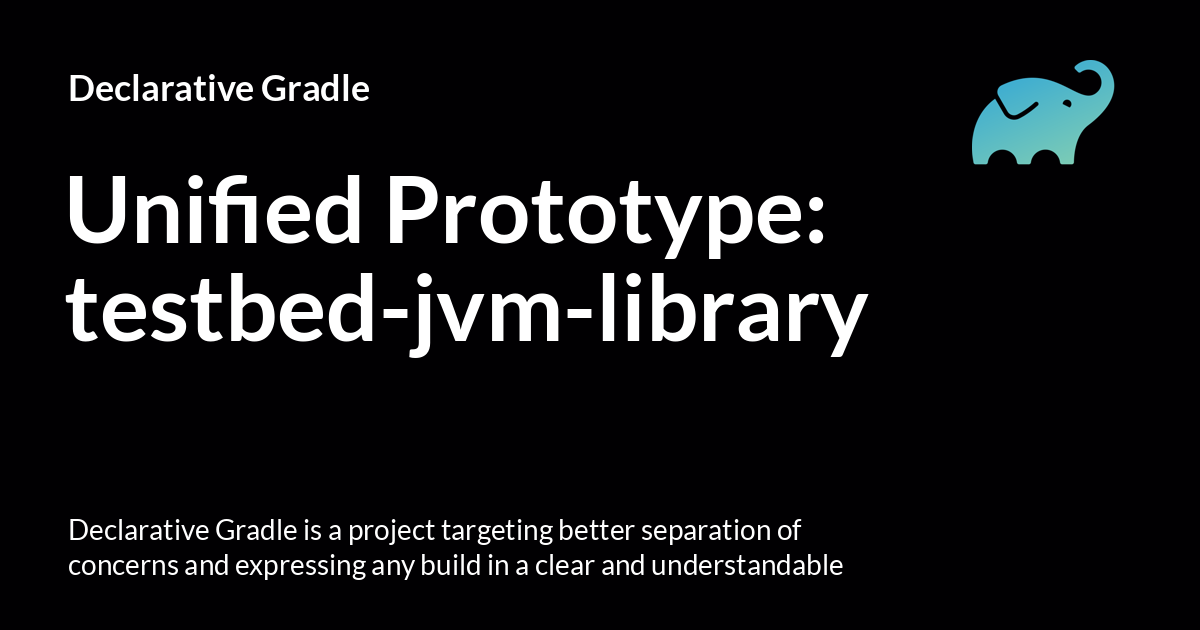 Declarative Gradle
Unified Prototype:
testbed-jvm-library
Declarative Gradle is a project targeting better separation of
concerns and expressing any build in a clear and understandable